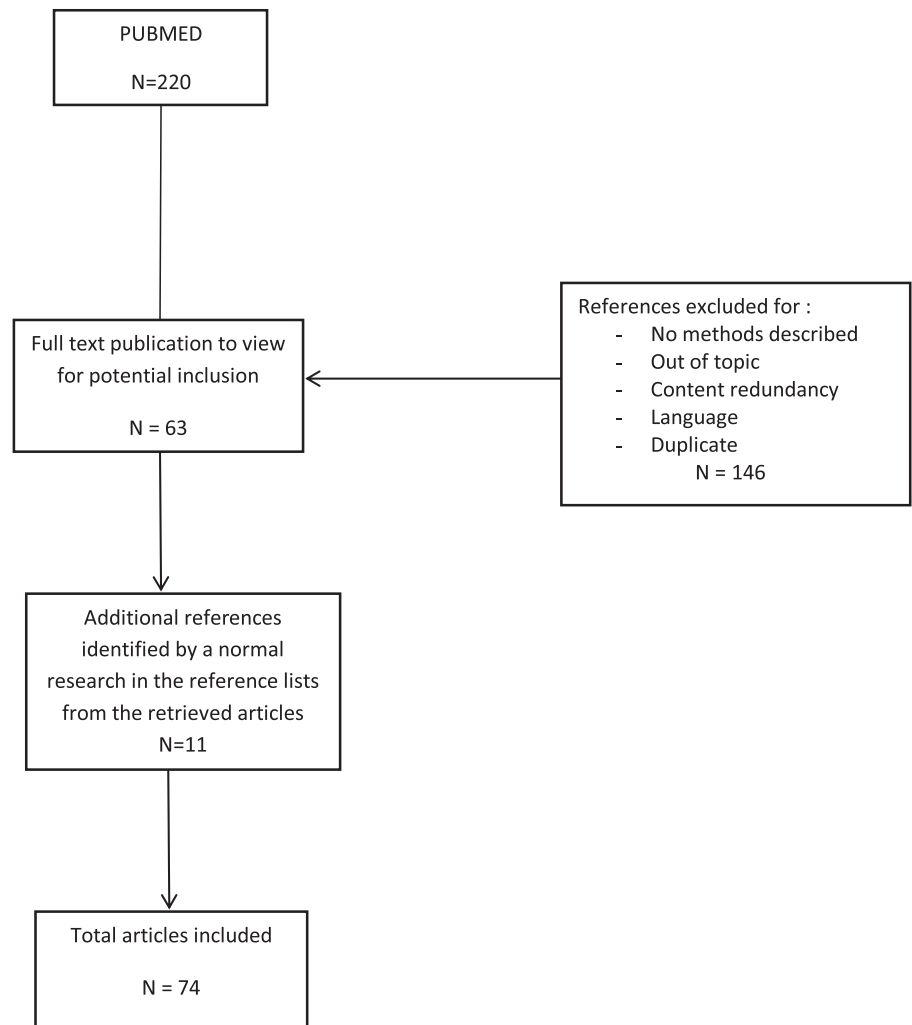 PUBMED
N=220
Full text publication to view
for potential inclusion
N = 63
References excluded for :
- No methods described
- Out of topic
- Content redundancy
- Language
- Duplicate
N = 146
Additional references
identified by a normal
research in the reference lists
from the retrieved articles
N=11
Total articles included
N = 74